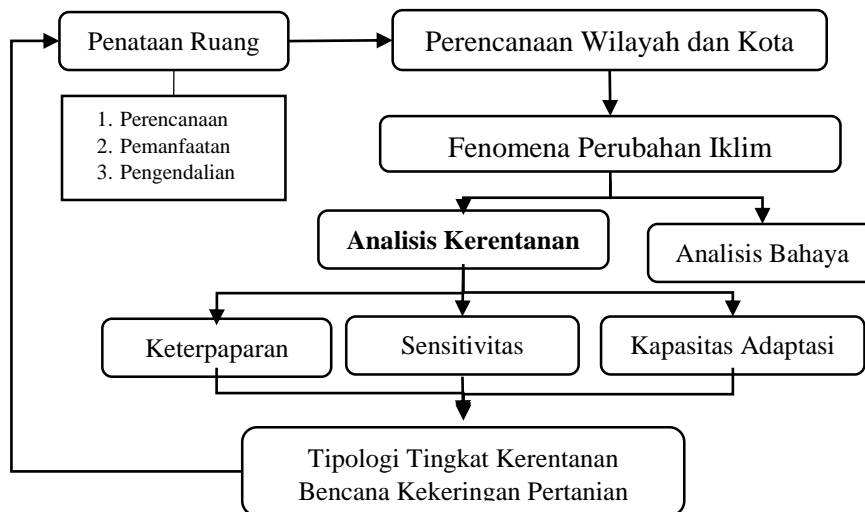 Penataan Ruang
Perencanaan Wilayah dan Kota
1. Perencanaan
2. Pemanfaatan
3. Pengendalian
Fenomena Perubahan Iklim
Analisis Kerentanan
Analisis Bahaya
Keterpaparan
Sensitivitas
Kapasitas Adaptasi
Tipologi Tingkat Kerentanan
Bencana Kekeringan Pertanian